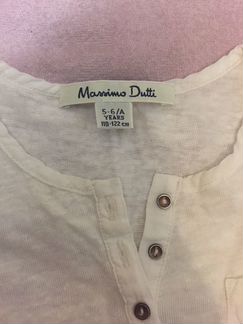 Massimo Dutti
5-6/A
YEARS
110-122 cm